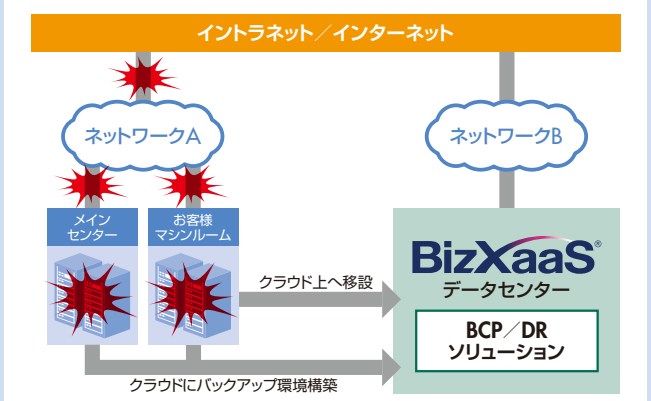 イントラネット／インターネット
ネットワークA
ネットワークB
メイン
センター
お客様
マシンルーム
クラウド上へ移設
BizXaaS®
データセンター
BCP／DR
ソリューション
クラウドにバックアップ環境構築